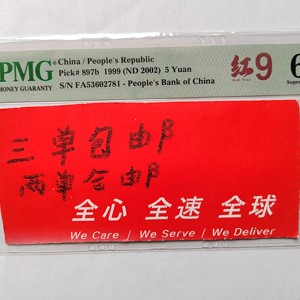 PMG
MONEY GUARANTY
China / People's Republic
Pick# 897b 1999 (ND 2002) 5 Yuan
S/N FA53602781 - People's Bank of China
红9
6
三单包邮
两单合邮
全心 全速 全球
We Care / We Serve / We Deliver